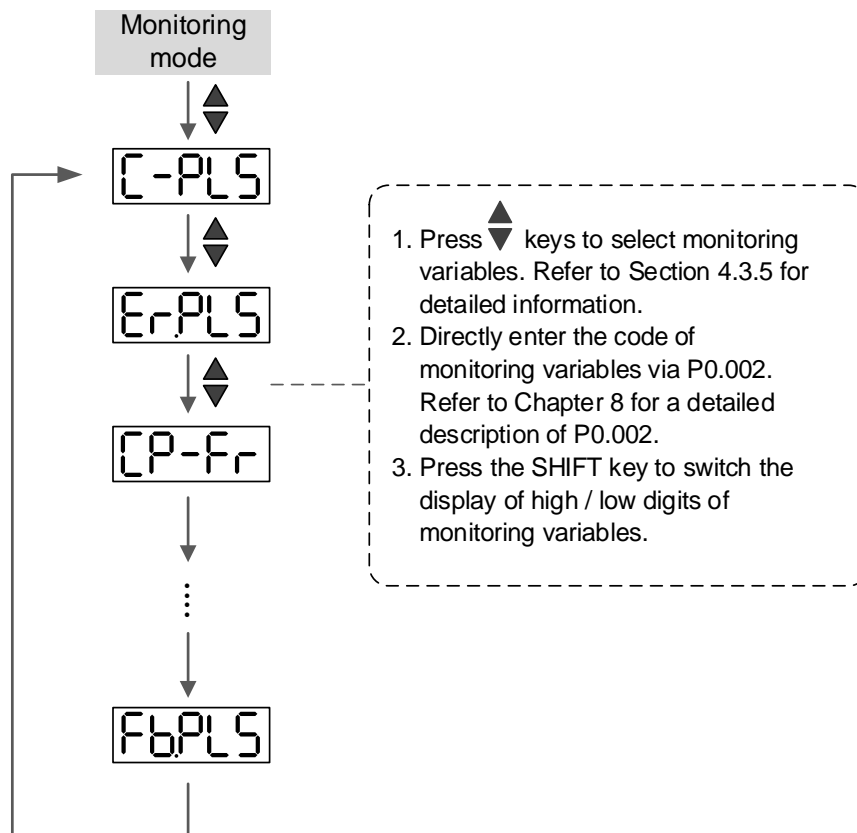 Monitoring
mode
C-PLS
Er.PLS
CP-Fr
Fb.PLS
1. Press ▲▼ keys to select monitoring
variables. Refer to Section 4.3.5 for
detailed information.
2. Directly enter the code of
monitoring variables via P0.002.
Refer to Chapter 8 for a detailed
description of P0.002.
3. Press the SHIFT key to switch the
display of high / low digits of
monitoring variables.